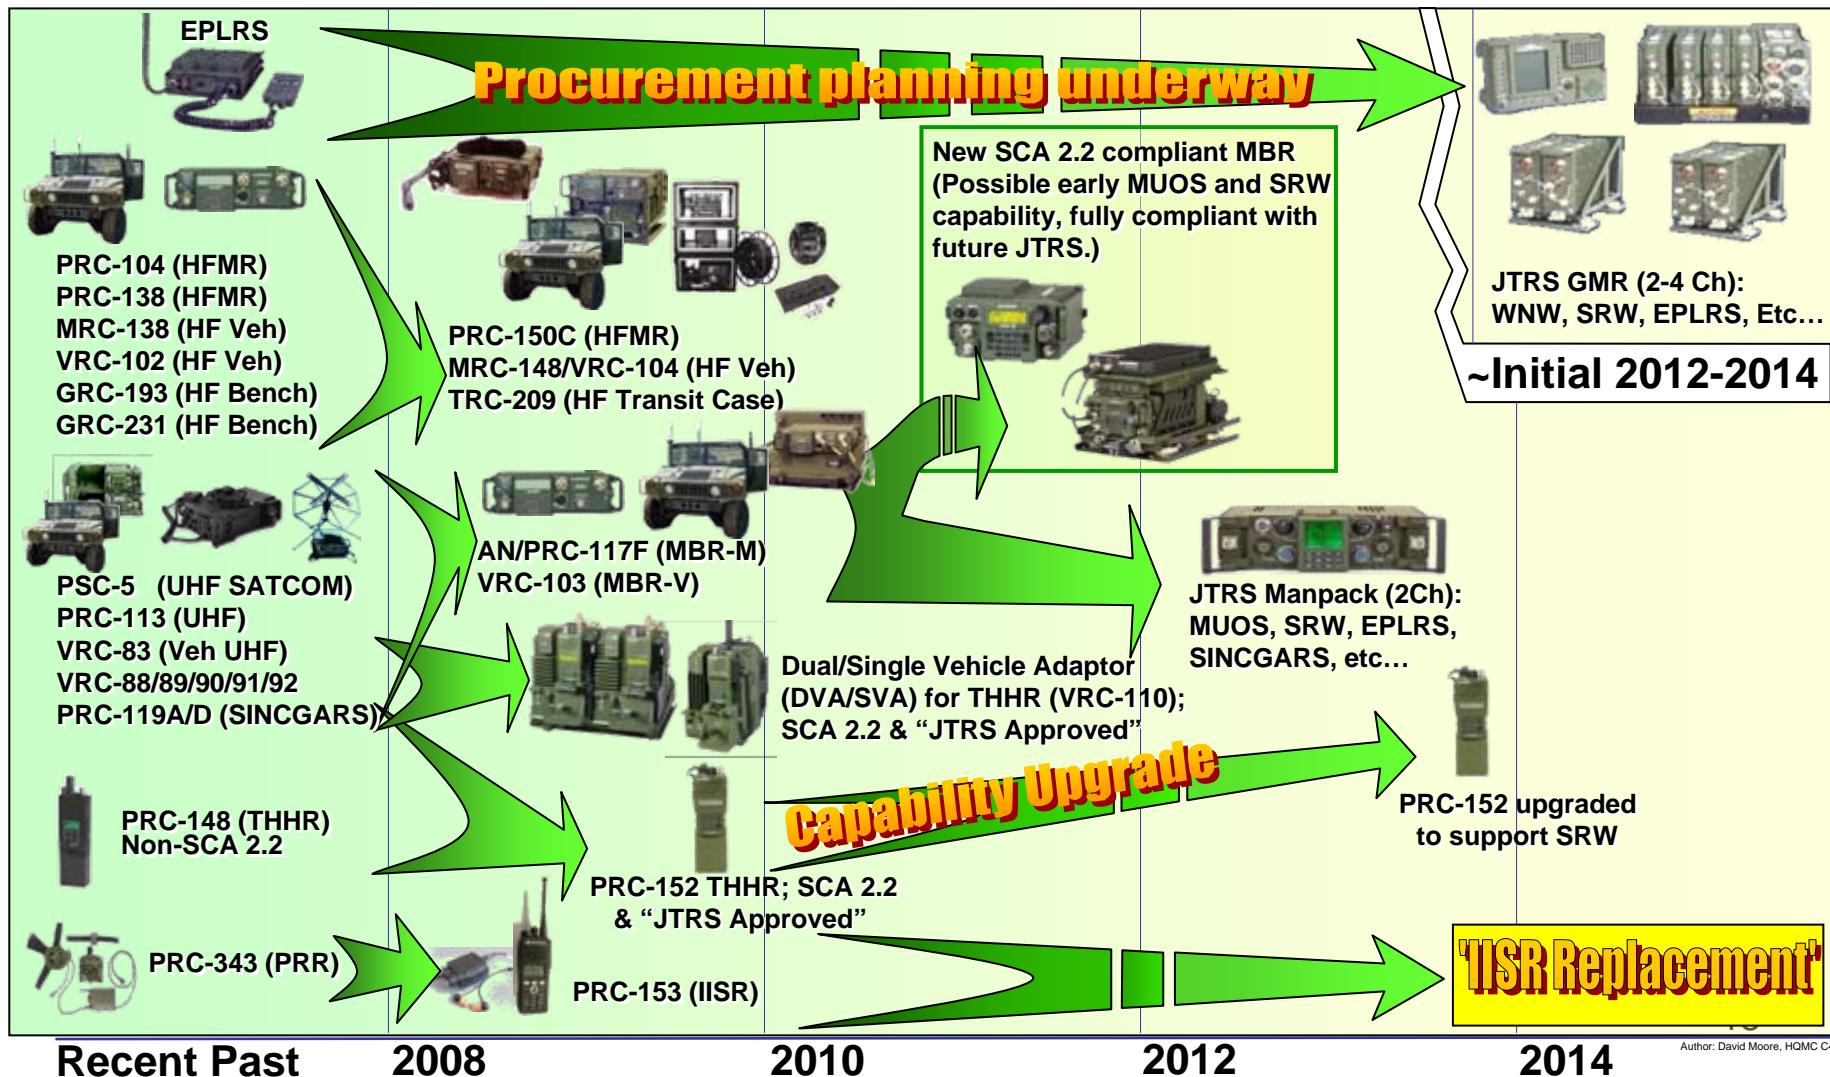 EPLRS
Procurement planning underway
New SCA 2.2 compliant MBR
(Possible early MUOS and SRW
capability, fully compliant with
future JTRS.)
JTRS GMR (2-4 Ch):
WNW, SRW, EPLRS, Etc…
~Initial 2012-2014
PRC-104 (HFMR)
PRC-138 (HFMR)
MRC-138 (HF Veh)
VRC-102 (HF Veh)
GRC-193 (HF Bench)
GRC-231 (HF Bench)
PRC-150C (HFMR)
MRC-148/VRC-104 (HF Veh)
TRC-209 (HF Transit Case)
AN/PRC-117F (MBR-M)
VRC-103 (MBR-V)
PSC-5 (UHF SATCOM)
PRC-113 (UHF)
VRC-83 (Veh UHF)
VRC-88/89/90/91/92
PRC-119A/D (SINCGARS)
JTRS Manpack (2Ch):
MUOS, SRW, EPLRS,
SINCGARS, etc…
Dual/Single Vehicle Adaptor
(DVA/SVA) for THHR (VRC-110);
SCA 2.2 & “JTRS Approved”
Capability Upgrade
PRC-148 (THHR)
Non-SCA 2.2
PRC-152 upgraded
to support SRW
PRC-152 THHR; SCA 2.2
& “JTRS Approved”
PRC-343 (PRR)
PRC-153 (IISR)
'IISR Replacement'
Author: David Moore, HQMC
Recent Past
2008
2010
2012
2014